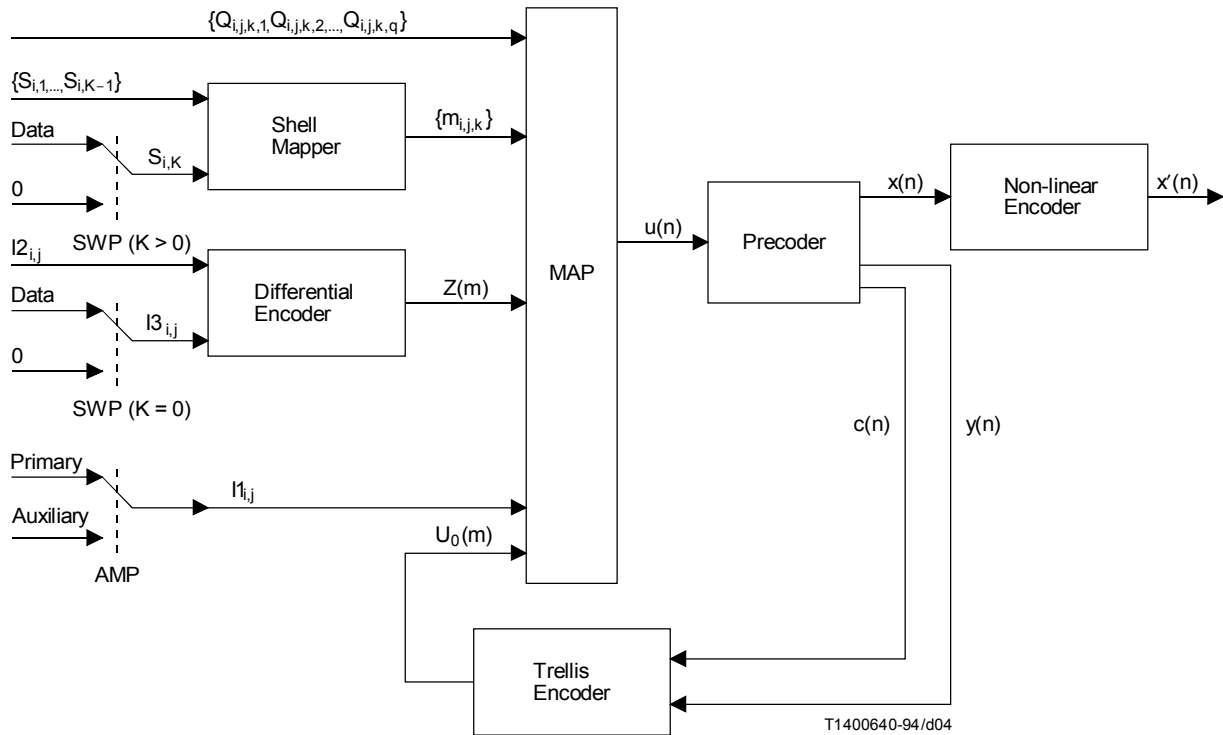 {Q_{i,j,k,1},Q_{i,j,k,2},...,Q_{i,j,k,q}}
{S_{i,1},...,S_{i,K–1}}
Shell
Mapper
{m_{i,j,k}}
Data
S_{i,K}
0
SWP (K > 0)
I2_{i,j}
Differential
Encoder
Z(m)
Data
I3_{i,j}
0
SWP (K = 0)
Primary
I1_{i,j}
Auxiliary
AMP
U_0(m)
MAP
u(n)
Precoder
x(n)
Non-linear
Encoder
x′(n)
c(n)
y(n)
Trellis
Encoder
T1400640-94/d04